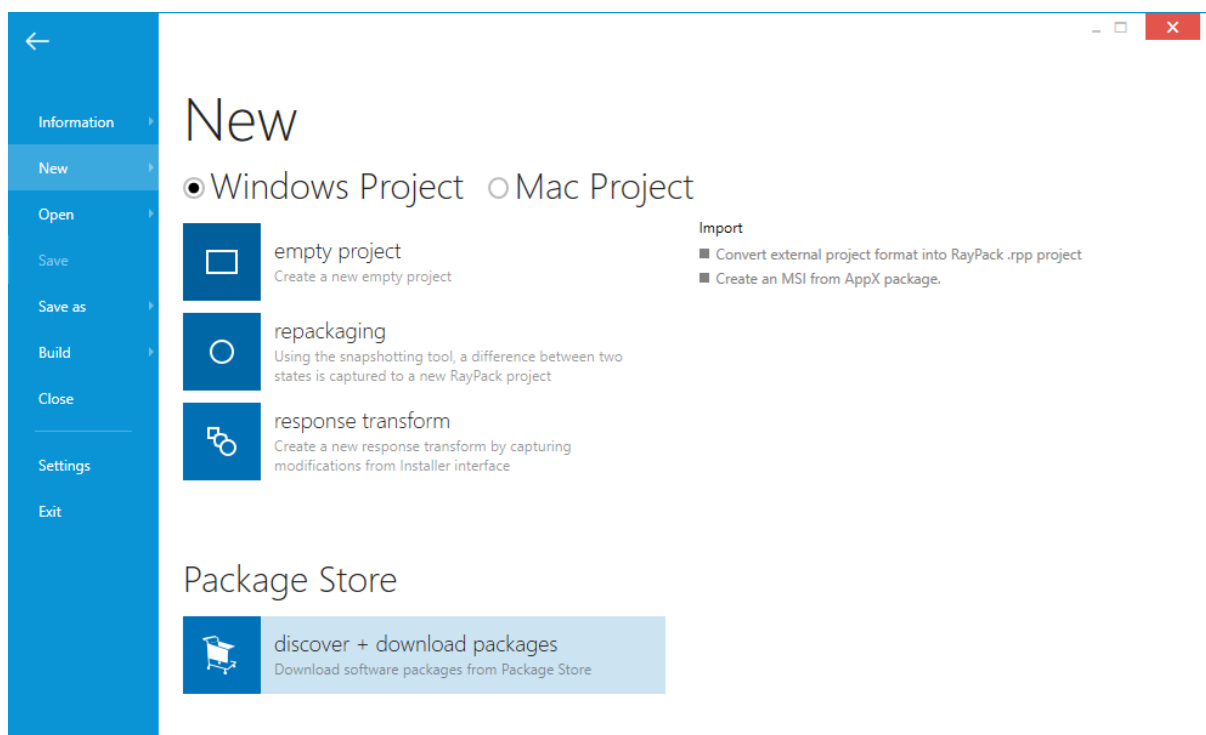 Information
New
Open
Save
Save as
Build
Close
Settings
Exit
New
Windows Project
Mac Project
empty project
Create a new empty project
repackaging
Using the snapshotting tool, a difference between two
states is captured to a new RayPack project
response transform
Create a new response transform by capturing
modifications from Installer interface
Import
Convert external project format into RayPack .rpp project
Create an MSI from AppX package.
Package Store
discover + download packages
Download software packages from Package Store